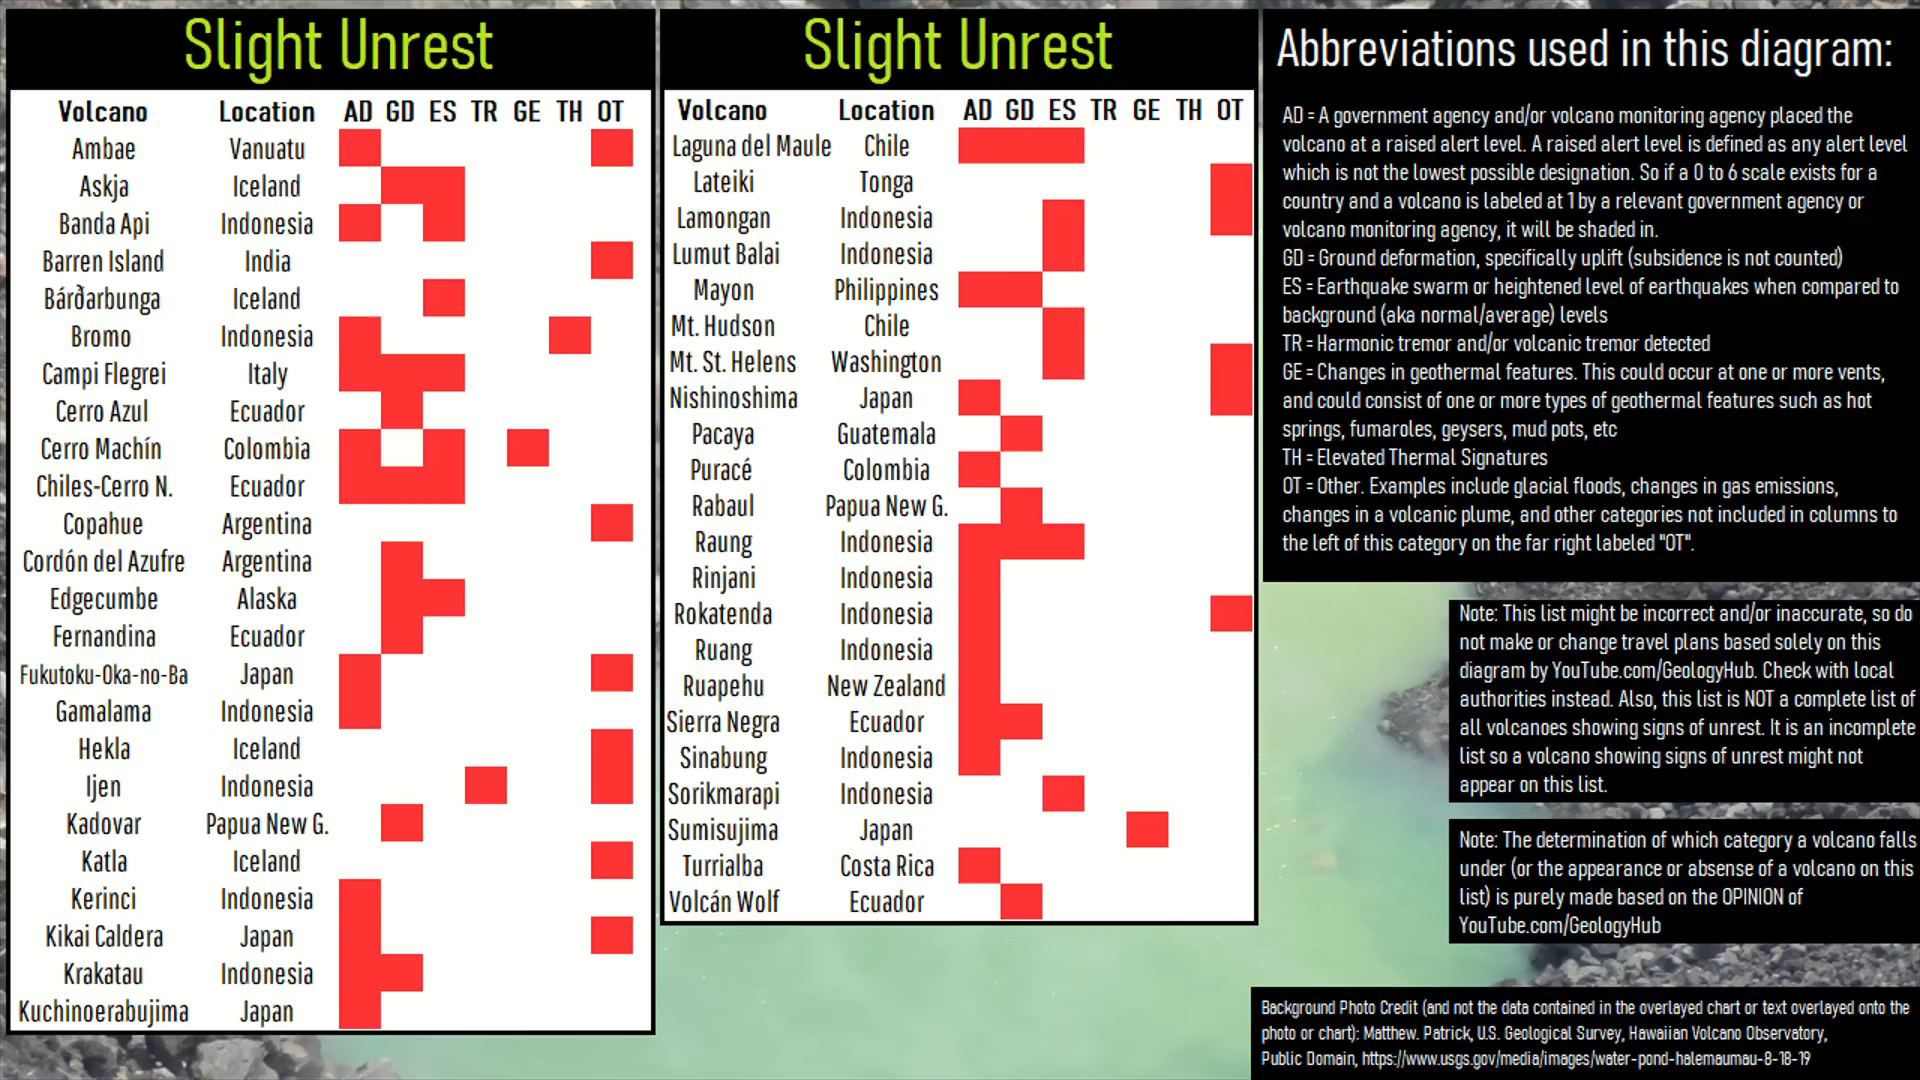 Slight Unrest
Volcano Location AD GD ES TR GE TH OT
Ambae Vanuatu
Askja Iceland
Banda Api Indonesia
Barren Island India
Bárðarbunga Iceland
Bromo Indonesia
Campi Flegrei Italy
Cerro Azul Ecuador
Cerro Machín Colombia
Chiles-Cerro N. Ecuador
Copahue Argentina
Cordón del Azufre Argentina
Edgecumbe Alaska
Fernandina Ecuador
Fukutoku-Oka-no-Ba Japan
Gamalama Indonesia
Hekla Iceland
Ijen Indonesia
Kadovar Papua New G.
Katla Iceland
Kerinci Indonesia
Kikai Caldera Japan
Krakatau Indonesia
Kuchinoerabujima Japan
Slight Unrest
Volcano Location AD GD ES TR GE TH OT
Laguna del Maule Chile
Lateiki Tonga
Lamongan Indonesia
Lumut Balai Indonesia
Mayon Philippines
Mt. Hudson Chile
Mt. St. Helens Washington
Nishinoshima Japan
Pacaya Guatemala
Puracé Colombia
Rabaul Papua New G.
Raung Indonesia
Rinjani Indonesia
Rokatenda Indonesia
Ruang Indonesia
Ruapehu New Zealand
Sierra Negra Ecuador
Sinabung Indonesia
Sorikmarapi Indonesia
Sumisujima Japan
Turrialba Costa Rica
Volcán Wolf Ecuador
Abbreviations used in this diagram:
AD = A government agency and/or volcano monitoring agency placed the
volcano at a raised alert level. A raised alert level is defined as any alert level
which is not the lowest possible designation. So if a 0 to 6 scale exists for a
country and a volcano is labeled at 1 by a relevant government agency or
volcano monitoring agency, it will be shaded in.
GD = Ground deformation, specifically uplift (subsidence is not counted)
ES = Earthquake swarm or heightened level of earthquakes when compared to
background (aka normal/average) levels
TR = Harmonic tremor and/or volcanic tremor detected
GE = Changes in geothermal features. This could occur at one or more vents,
and could consist of one or more types of geothermal features such as hot
springs, fumaroles, geysers, mud pots, etc
TH = Elevated Thermal Signatures
OT = Other. Examples include glacial floods, changes in gas emissions,
changes in a volcanic plume, and other categories not included in columns to
the left of this category on the far right labeled "OT".
Note: This list might be incorrect and/or inaccurate, so do
not make or change travel plans based solely on this
diagram by YouTube.com/GeologyHub. Check with local
authorities instead. Also, this list is NOT a complete list of
all volcanoes showing signs of unrest. It is an incomplete
list so a volcano showing signs of unrest might not
appear on this list.
Note: The determination of which category a volcano falls
under (or the appearance or absense of a volcano on this
list) is purely made based on the OPINION of
YouTube.com/GeologyHub
Background Photo Credit (and not the data contained in the overlayed chart or text overlayed onto the
photo or chart): Matthew. Patrick, U.S. Geological Survey, Hawaiian Volcano Observatory,
Public Domain, https://www.usgs.gov/media/images/water-pond-halemaumau-8-18-19